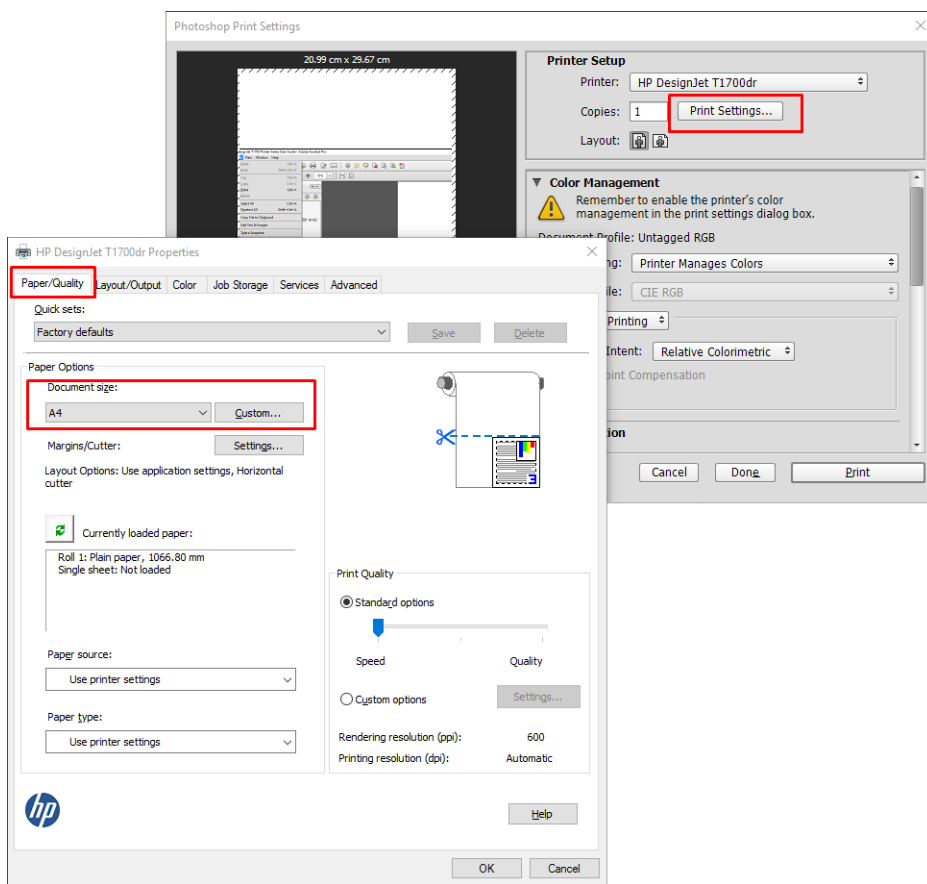 Photoshop Print Settings
20.99 cm x 29.67 cm
Printer Setup
Printer: HP DesignJet T1700dr
Copies: 1 Print Settings...
Layout:
Color Management
Remember to enable the printer's color
management in the print settings dialog box.
Profile: Untagged RGB
ng: Printer Manages Colors
ile: CIE RGB
Printing
Intent: Relative Colorimetric
oint Compensation
tion
Cancel Done Print
HP DesignJet T1700dr Properties
Paper/Quality Layout/Output Color Job Storage Services Advanced
Quick sets:
Factory defaults Save Delete
Paper Options
Document size:
A4 Custom...
Margins/Cutter: Settings...
Layout Options: Use application settings, Horizontal
cutter
Currently loaded paper:
Roll 1: Plain paper, 1066.80 mm
Single sheet: Not loaded
Paper source:
Use printer settings
Paper type:
Use printer settings
Print Quality
Standard options
Speed Quality
Custom options Settings...
Rendering resolution (ppi): 600
Printing resolution (dpi): Automatic
hp
Help
OK Cancel